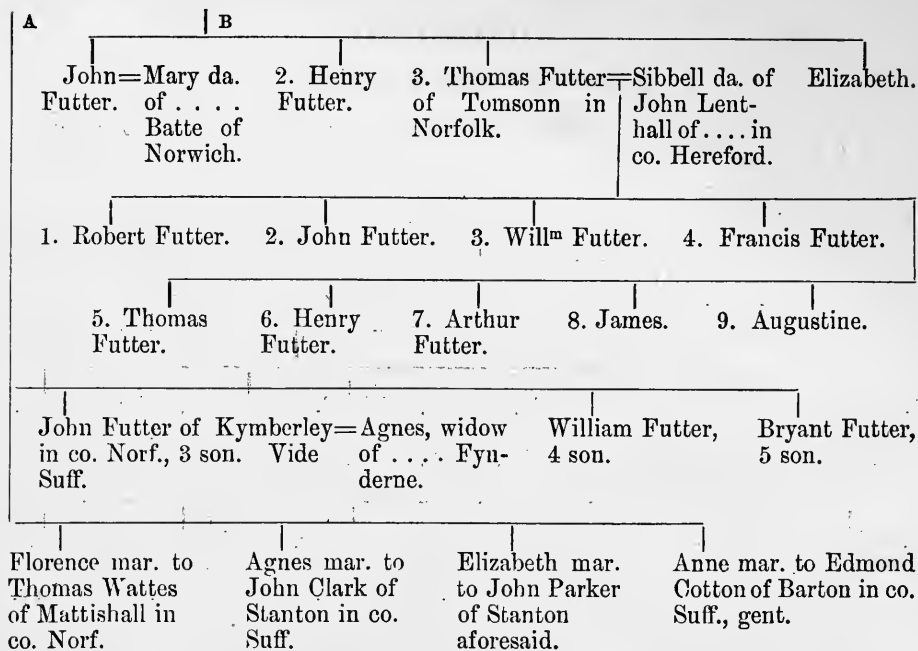 A B
John=Mary da. 2. Henry 3. Thomas Futter=Sibbell da. of Elizabeth.
Futter. of . . . . Futter. of Tomsonn in John Lent-
Batte of Norfolk. hall of .... in
Norwich. co. Hereford.
1. Robert Futter. 2. John Futter. 3. Willᵐ Futter. 4. Francis Futter.
5. Thomas 6. Henry 7. Arthur 8. James. 9. Augustine.
Futter. Futter. Futter.
John Futter of Kymberley=Agnes, widow William Futter, Bryant Futter,
in co. Norf., 3 son. Vide of . . . . Fyn- 4 son. 5 son.
Suff. derne.
Florence mar. to Agnes mar. to Elizabeth mar. Anne mar. to Edmond
Thomas Wattes John Clark of to John Parker Cotton of Barton in co.
of Mattishall in Stanton in co. of Stanton Suff., gent.
co. Norf. Suff. aforesaid.